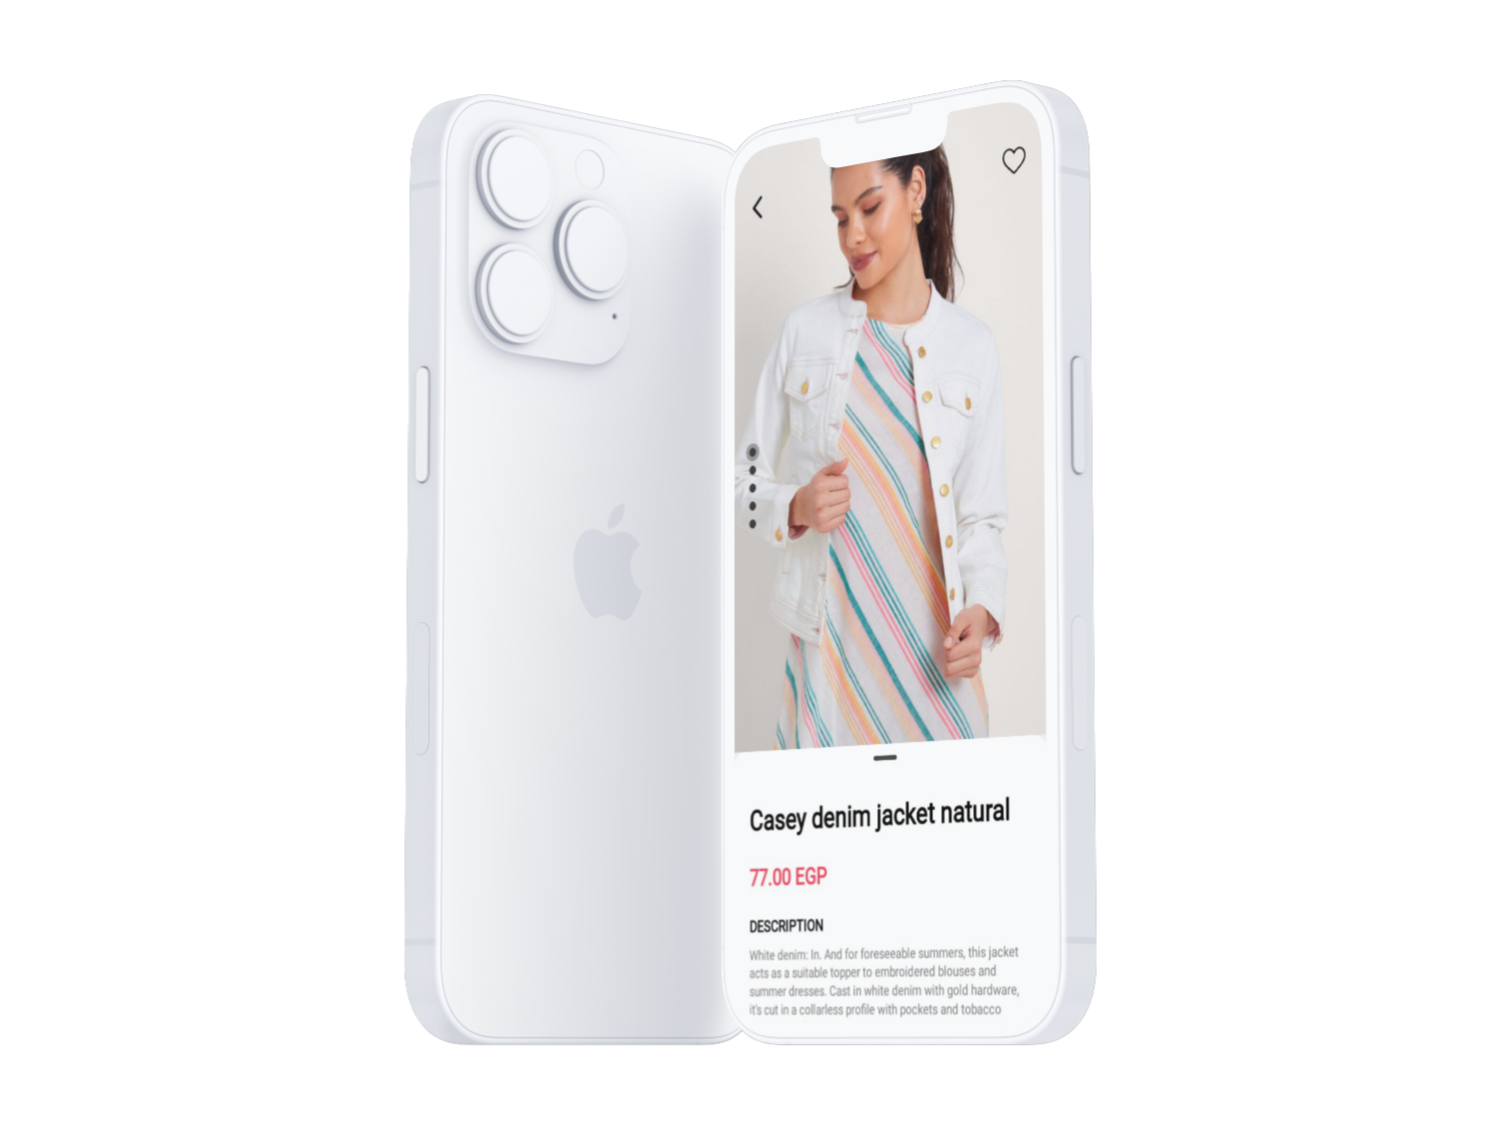 Casey denim jacket natural
77.00 EGP
DESCRIPTION
White denim: In. And for foreseeable summers, this jacket
acts as a suitable topper to embroidered blouses and
summer dresses. Cast in white denim with gold hardware,
it's cut in a collarless profile with pockets and tobacco